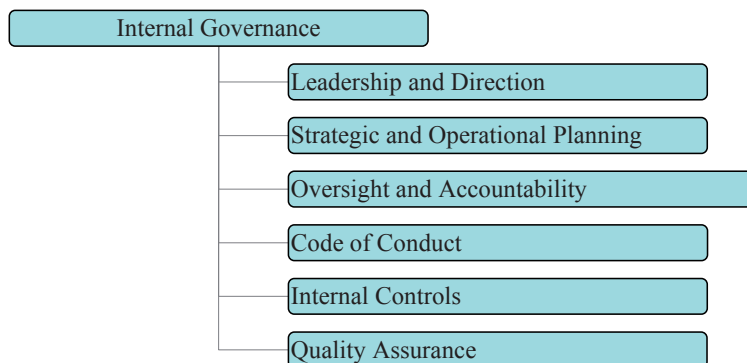 Internal Governance
Leadership and Direction
Strategic and Operational Planning
Oversight and Accountability
Code of Conduct
Internal Controls
Quality Assurance